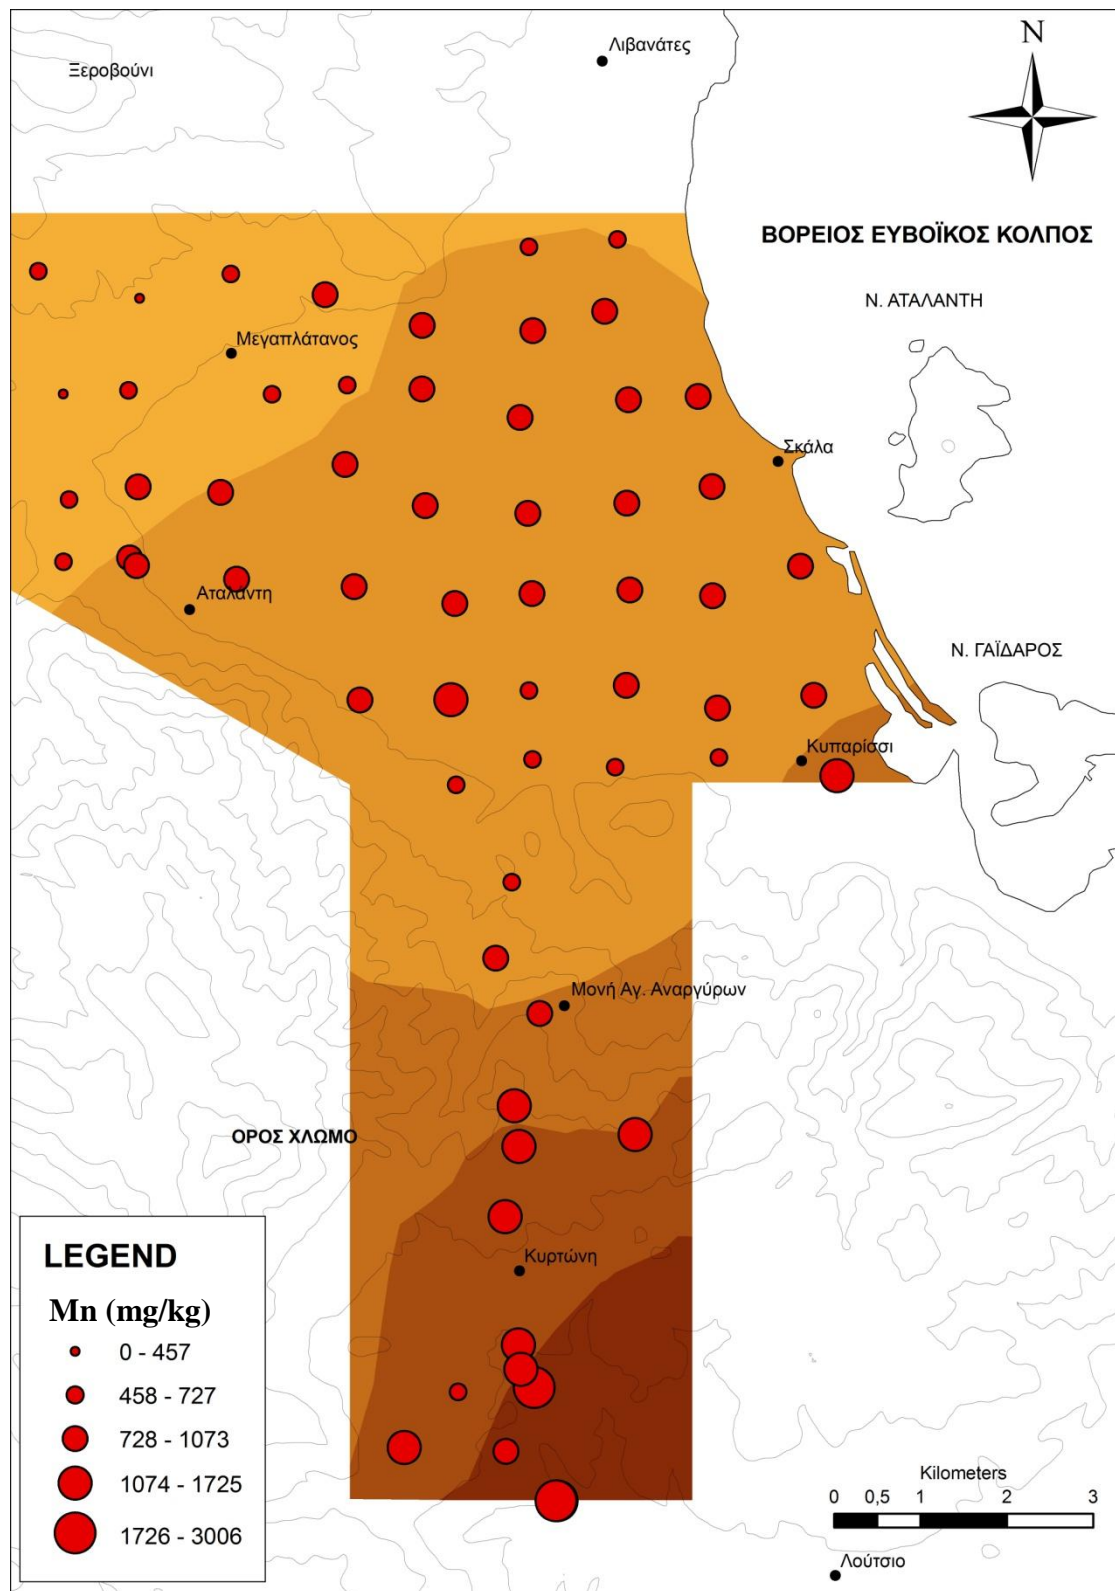 Λιβανάτες
Ξεροβούνι
N
ΒΟΡΕΙΟΣ ΕΥΒΟΪΚΟΣ ΚΟΛΠΟΣ
Ν. ΑΤΑΛΑΝΤΗ
Μεγαπλάτανος
Σκάλα
Αταλάντη
Ν. ΓΑΪΔΑΡΟΣ
Κυπαρίσσι
Μονή Αγ. Αναργύρων
ΟΡΟΣ ΧΛΩΜΟ
Κυρτώνη
LEGEND
Mn (mg/kg)
0 - 457
458 - 727
728 - 1073
1074 - 1725
1726 - 3006
Kilometers
0 0,5 1 2 3
Λούτσιο